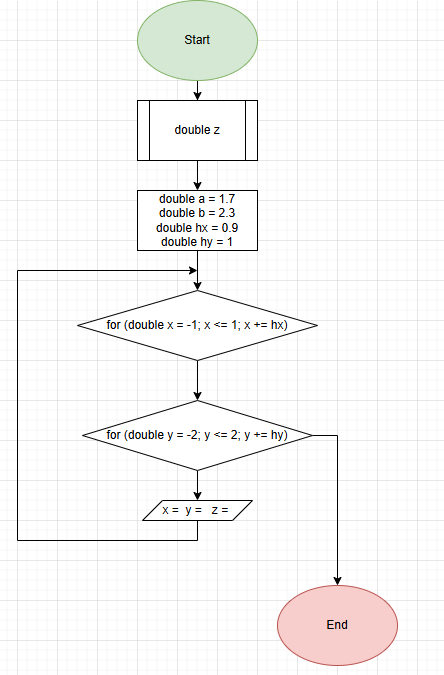 Start
double z
double a = 1.7
double b = 2.3
double hx = 0.9
double hy = 1
for (double x = -1; x <= 1; x += hx)
for (double y = -2; y <= 2; y += hy)
x = y = z =
End